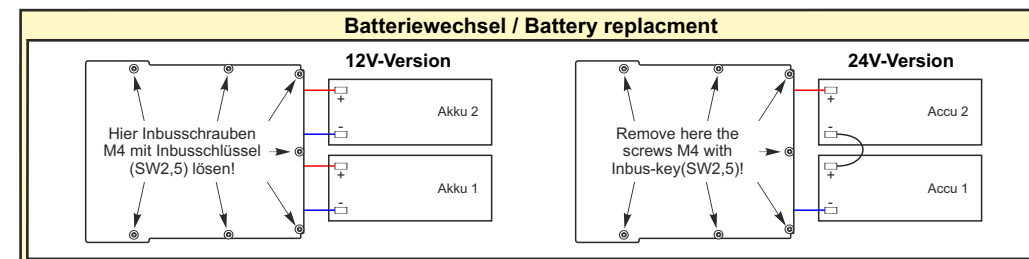 Batteriewechsel / Battery replacment
12V-Version
Hier Inbusschrauben
M4 mit Inbusschlüssel
(SW2,5) lösen!
+
Akku 2
-
+
Akku 1
-
24V-Version
Remove here the
screws M4 with
Inbus-key(SW2,5)!
+
Accu 2
-
+
Accu 1
-